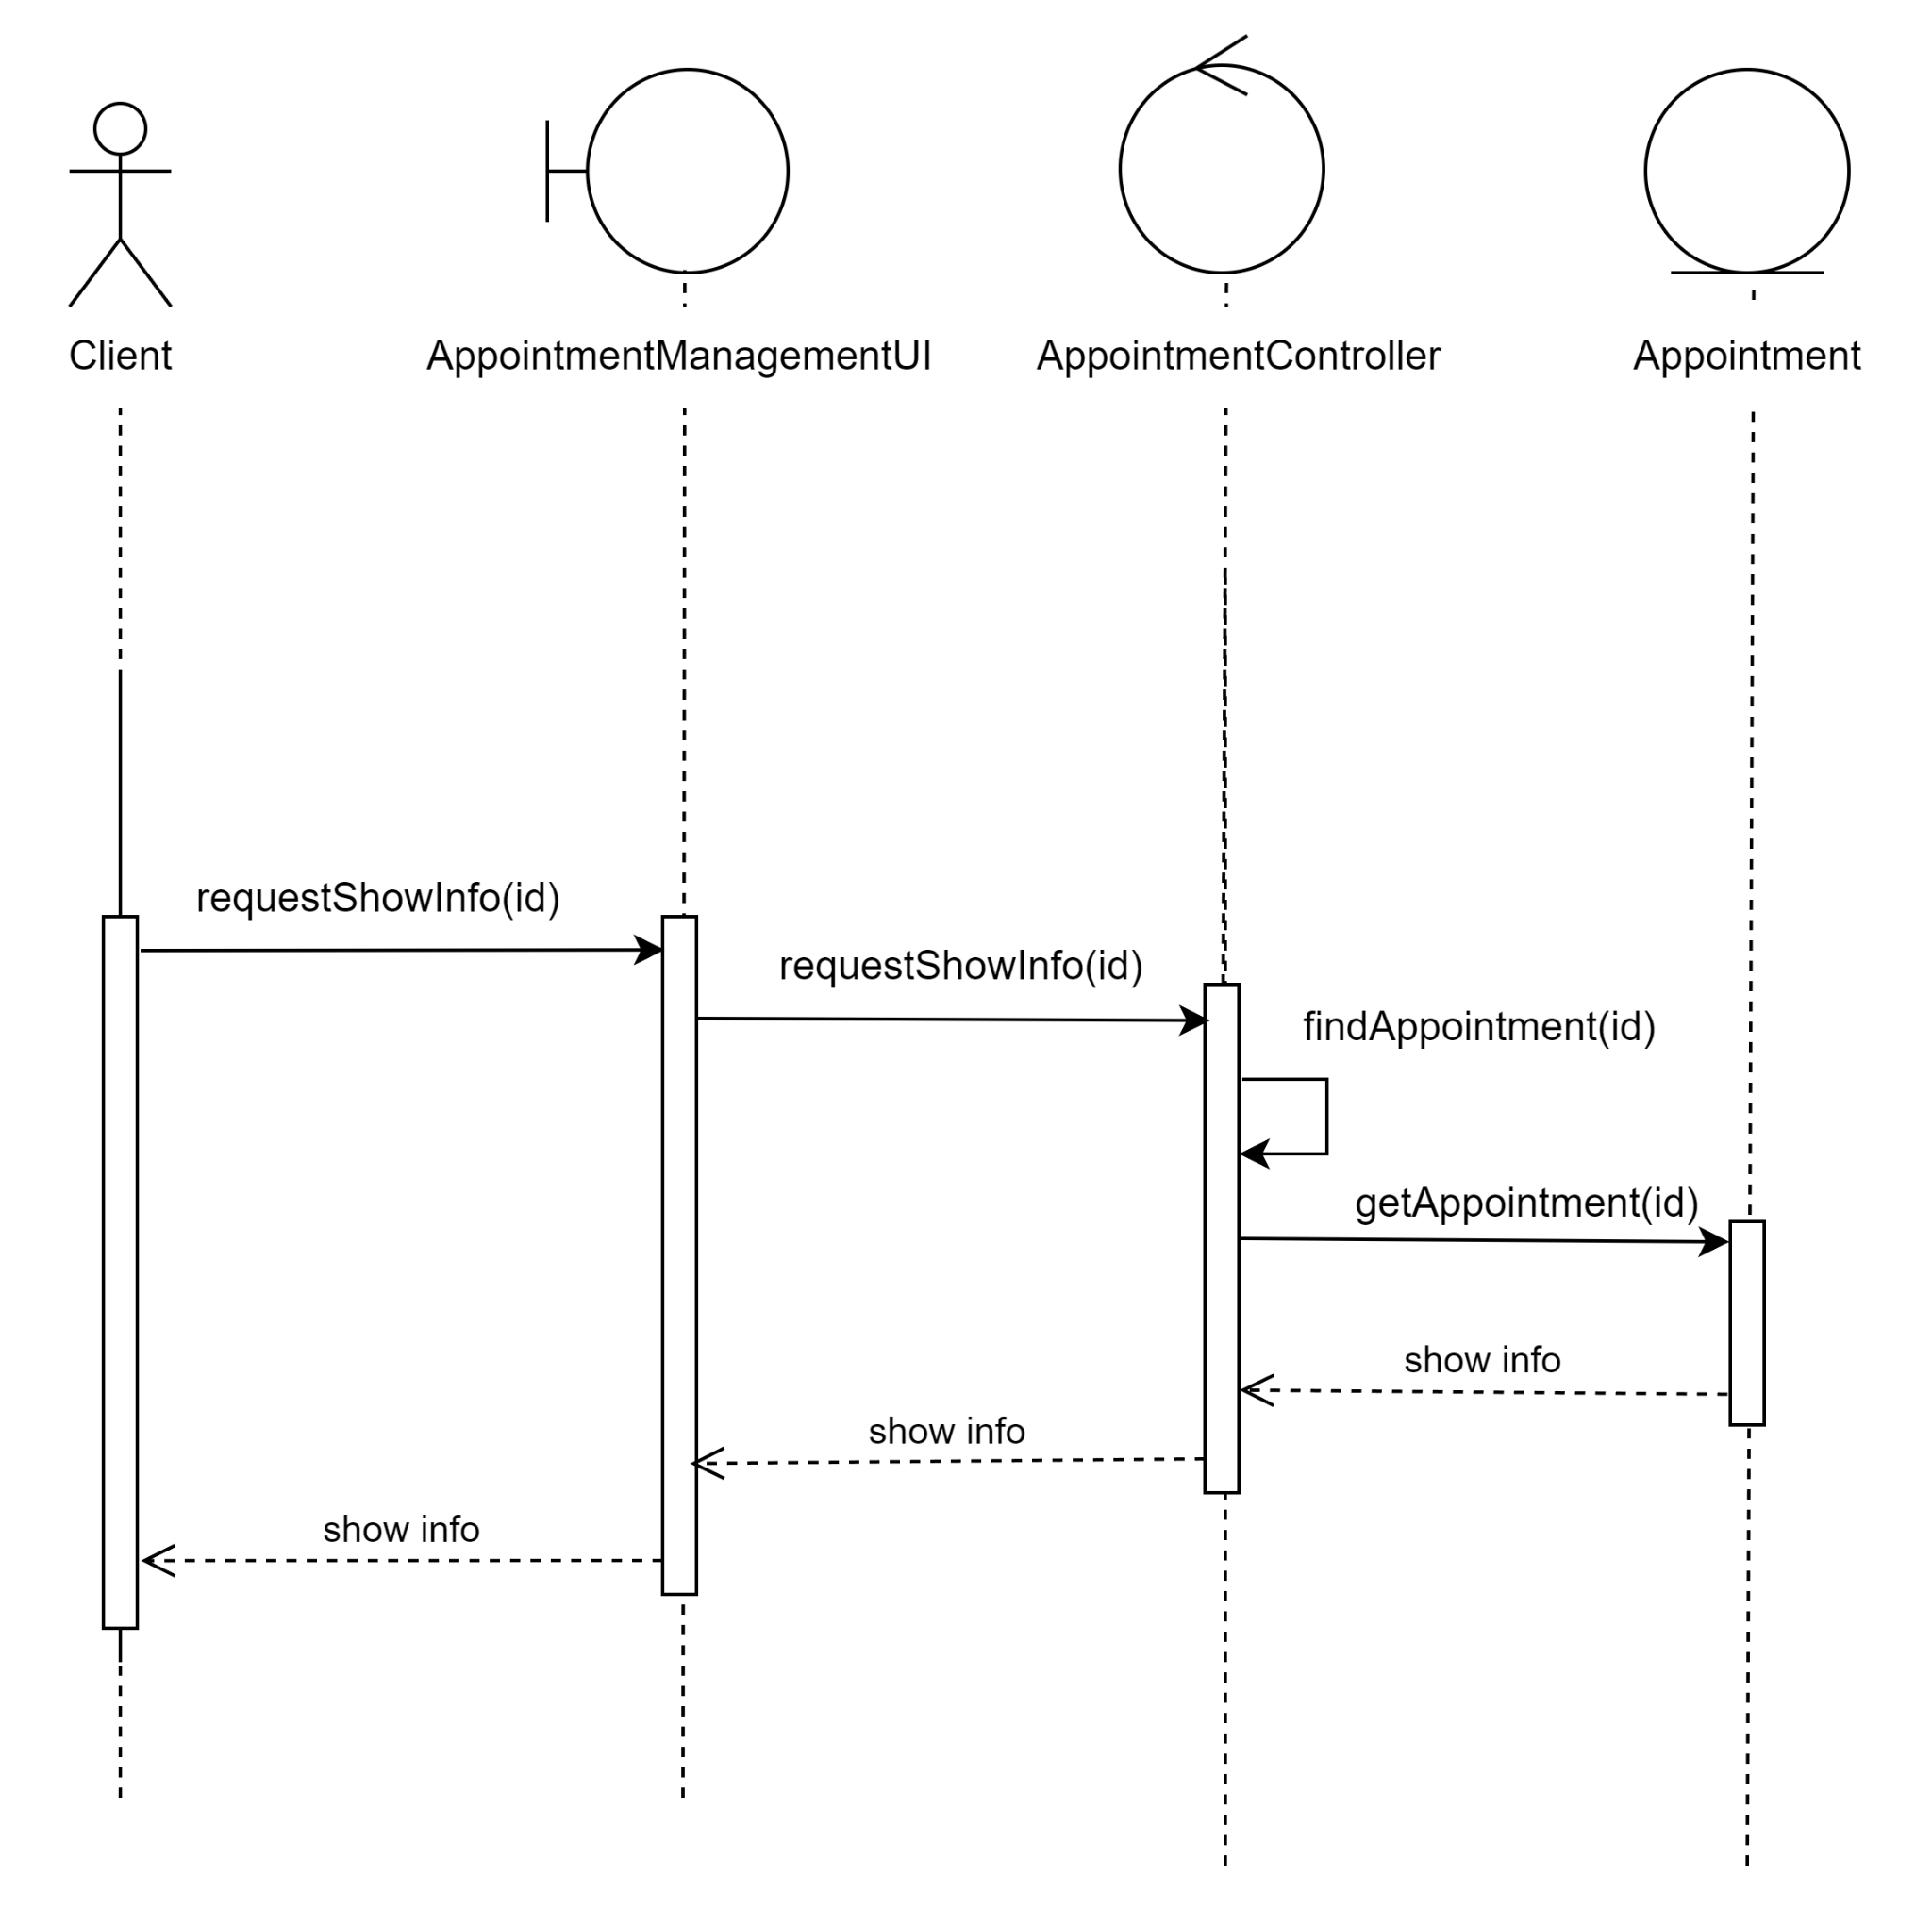 Client
AppointmentManagementUI
AppointmentController
Appointment
requestShowInfo(id)
requestShowInfo(id)
findAppointment(id)
getAppointment(id)
show info
show info
show info